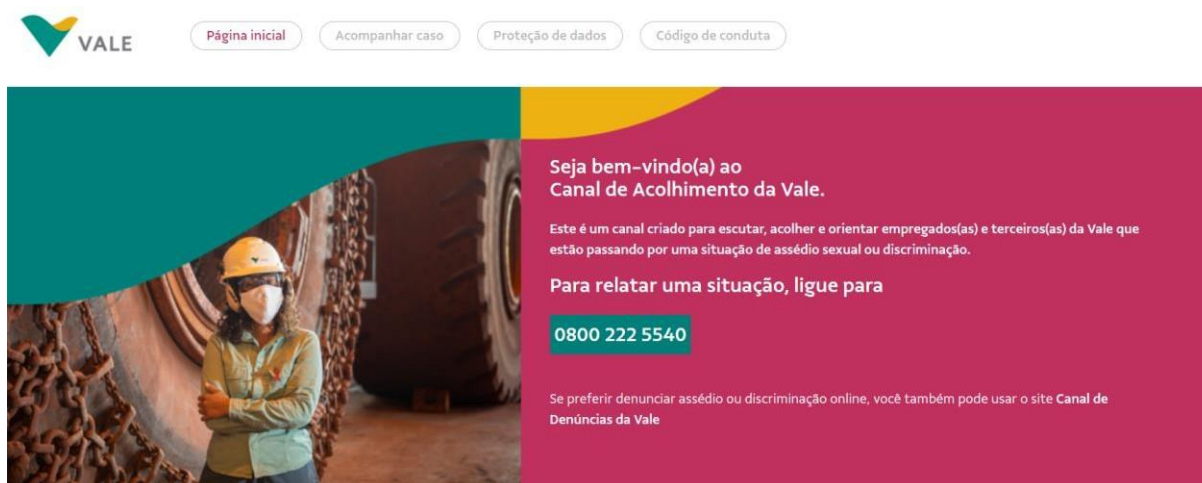 VALE
Página inicial
Acompanhar caso
Proteção de dados
Código de conduta
Seja bem-vindo(a) ao
Canal de Acolhimento da Vale.
Este é um canal criado para escutar, acolher e orientar empregados(as) e terceiros(as) da Vale que
estão passando por uma situação de assédio sexual ou discriminação.
Para relatar uma situação, ligue para
0800 222 5540
Se preferir denunciar assédio ou discriminação online, você também pode usar o site Canal de
Denúncias da Vale